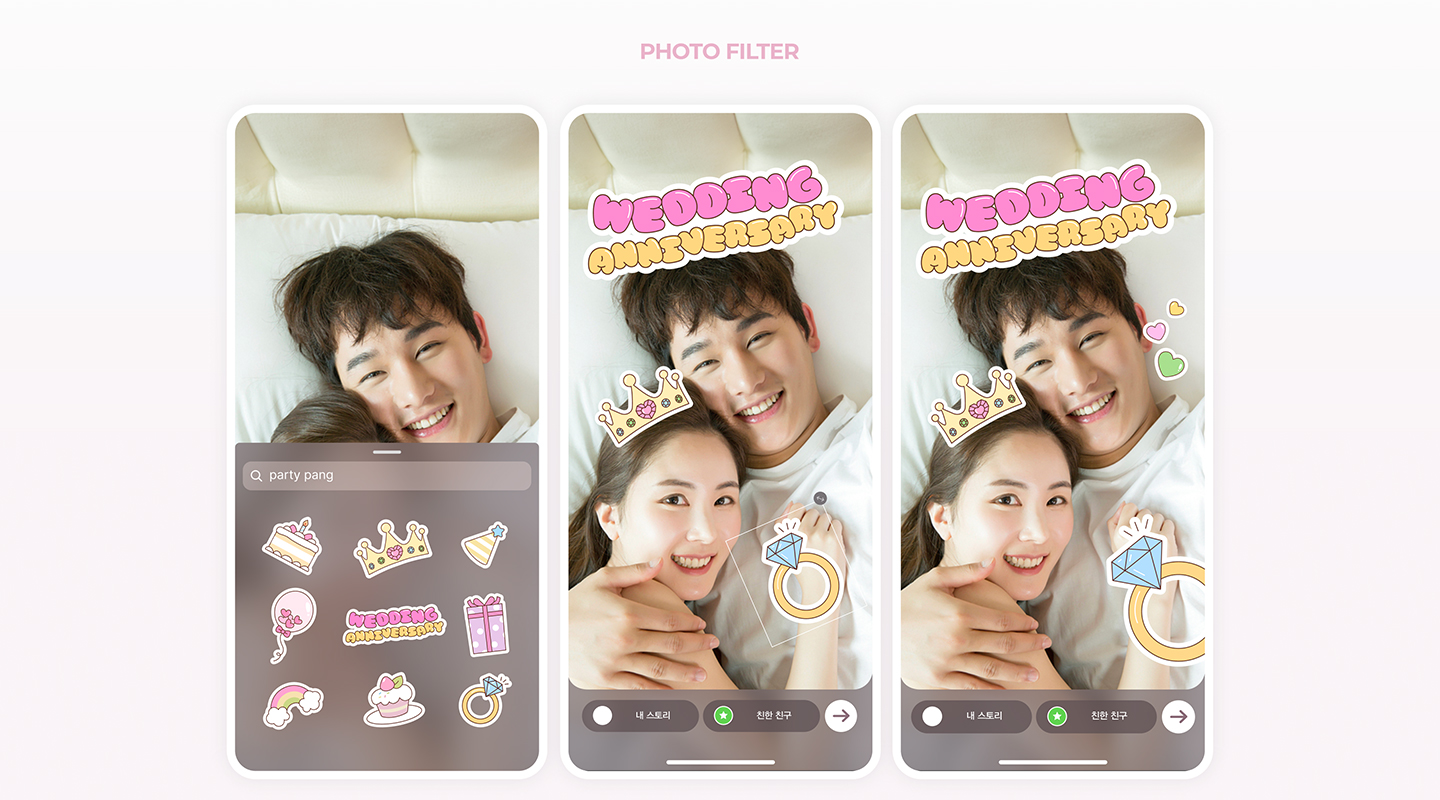 PHOTO FILTER
party pang
WEDDING
ANNIVERSARY
WEDDING
ANNIVERSARY
내 스토리
친한 친구
WEDDING
ANNIVERSARY
내 스토리
친한 친구